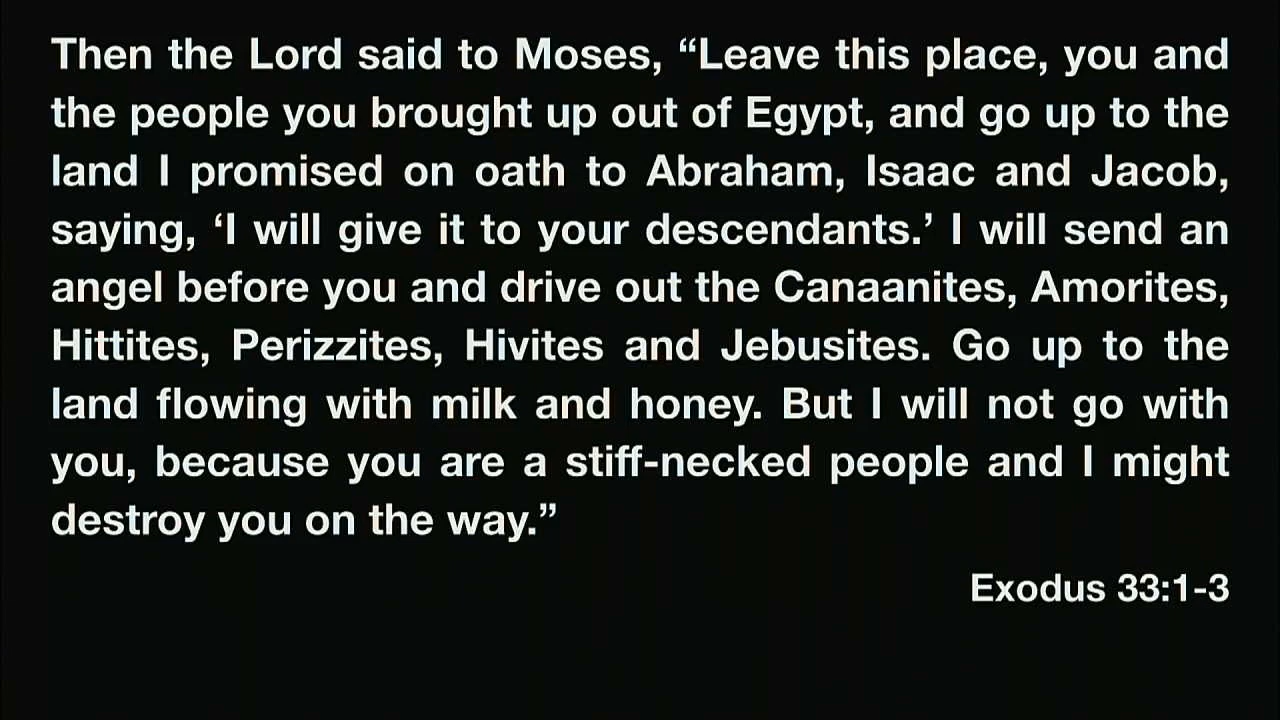 Then the Lord said to Moses, “Leave this place, you and
the people you brought up out of Egypt, and go up to the
land I promised on oath to Abraham, Isaac and Jacob,
saying, ‘I will give it to your descendants.’ I will send an
angel before you and drive out the Canaanites, Amorites,
Hittites, Perizzites, Hivites and Jebusites. Go up to the
land flowing with milk and honey. But I will not go with
you, because you are a stiff-necked people and I might
destroy you on the way.”
Exodus 33:1-3